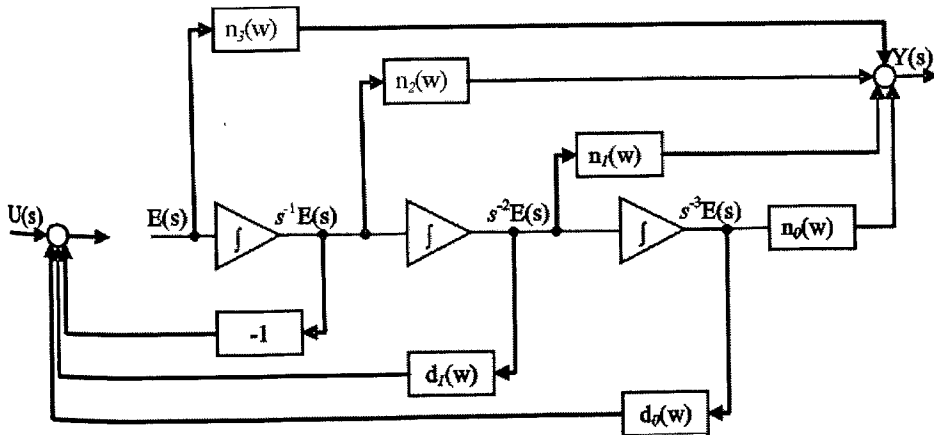 n3(w)
Y(s)
n2(w)
n1(w)
U(s)
E(s)
∫
s-1E(s)
∫
s-2E(s)
∫
s-3E(s)
n0(w)
-1
d1(w)
d0(w)